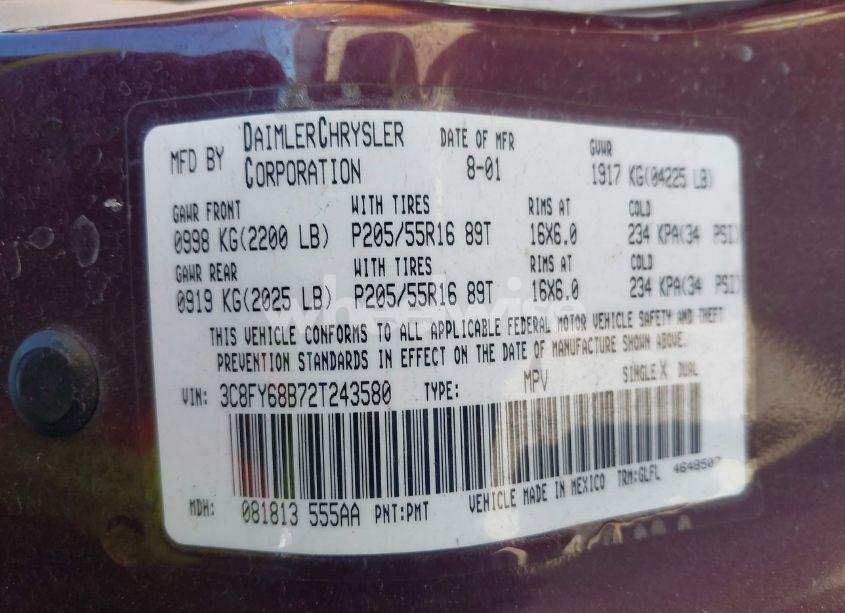 MFD BY DAIMLERCHRYSLER CORPORATION DATE OF MFR 8-01 GVWR 1917 KG(04225 LB)
GAWR FRONT WITH TIRES RIMS AT COLD
0998 KG(2200 LB) P205/55R16 89T 16X6.0 234 KPA(34 PSI)
GAWR REAR WITH TIRES RIMS AT COLD
0919 KG(2025 LB) P205/55R16 89T 16X6.0 234 KPA(34 PSI)
THIS VEHICLE CONFORMS TO ALL APPLICABLE FEDERAL MOTOR VEHICLE SAFETY AND THEFT
PREVENTION STANDARDS IN EFFECT ON THE DATE OF MANUFACTURE SHOWN ABOVE.
VIN: 3C8FY68B72T243580 TYPE: MPV SINGLE X DUAL
MDH: 081813 555AA PNT:PMT VEHICLE MADE IN MEXICO TRM:GLFL 4648507